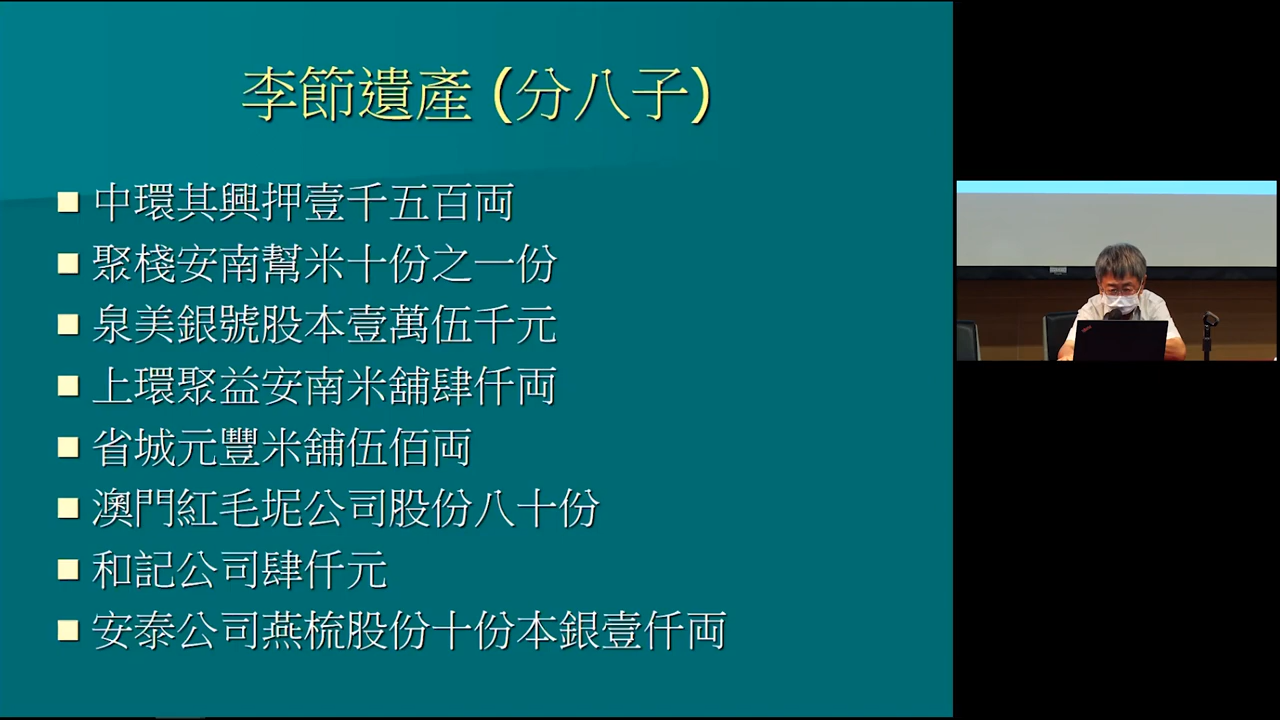 李節遺產 (分八子)
中環其興押壹千五百両
聚棧安南幫米十份之一份
泉美銀號股本壹萬伍千元
上環聚益安南米舖肆仟両
省城元豐米舖伍佰両
澳門紅毛坭公司股份八十份
和記公司肆仟元
安泰公司燕梳股份十份本銀壹仟両